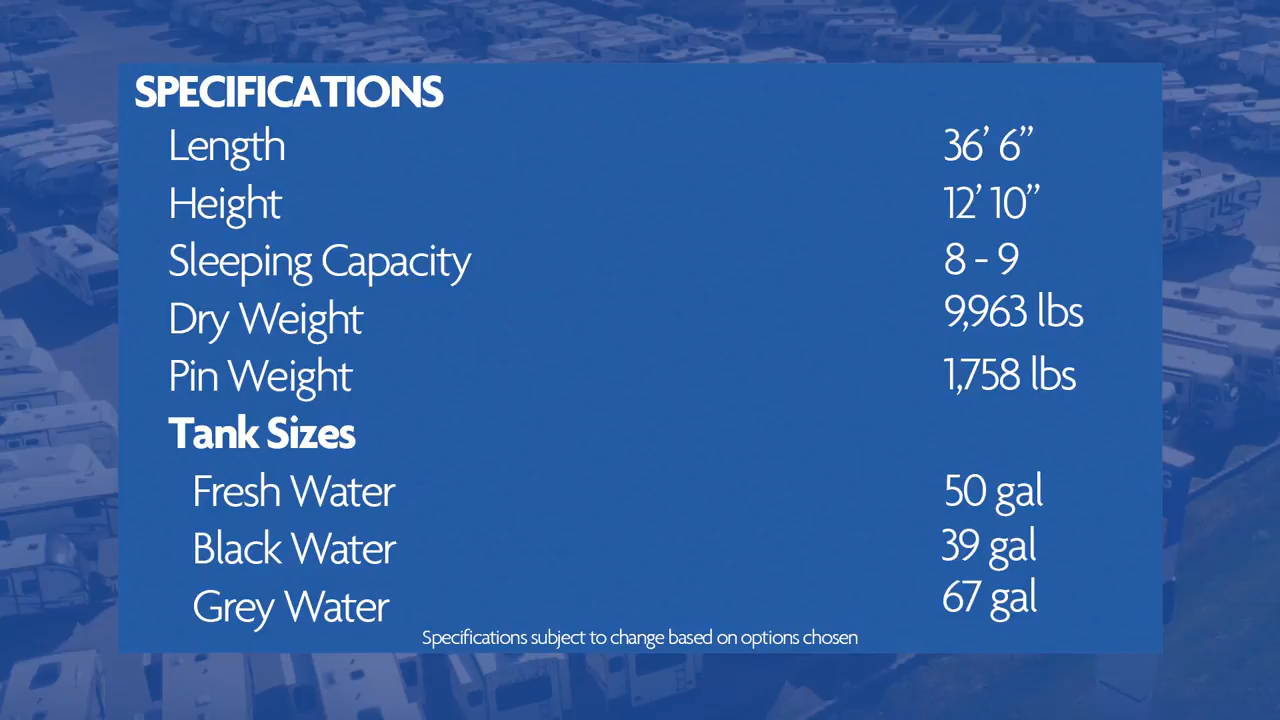 SPECIFICATIONS
Length 36’ 6”
Height 12’ 10”
Sleeping Capacity 8 - 9
Dry Weight 9,963 lbs
Pin Weight 1,758 lbs
Tank Sizes
Fresh Water 50 gal
Black Water 39 gal
Grey Water 67 gal
Specifications subject to change based on options chosen